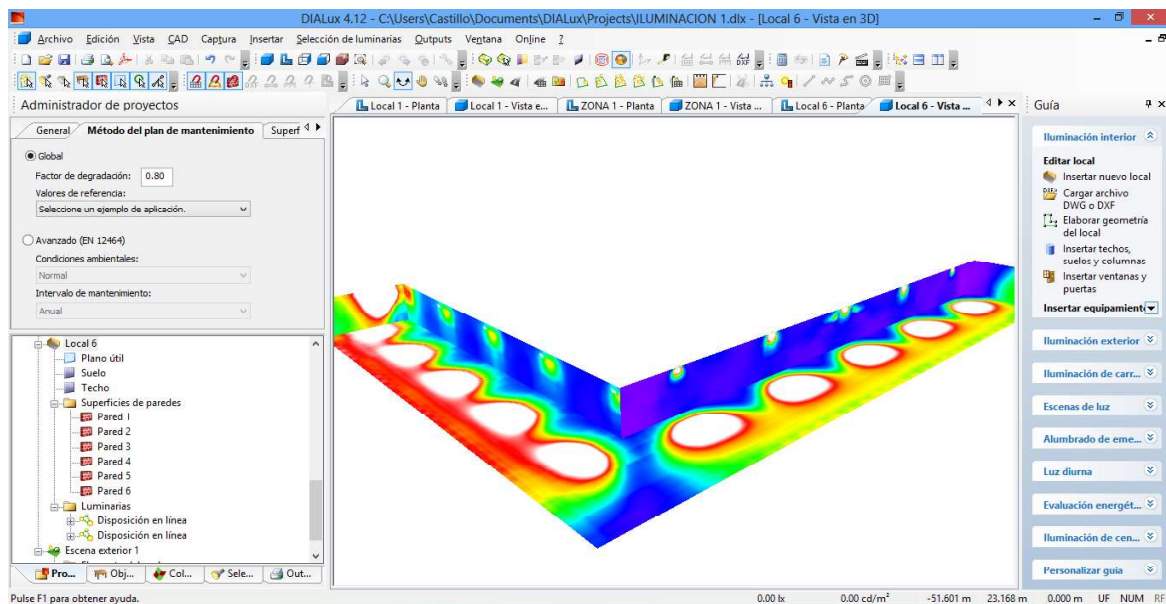 DIALux 4.12 - C:\Users\Castillo\Documents\DIALux\Projects\ILUMINACION 1.dlx - [Local 6 - Vista en 3D]
Archivo Edición Vista CAD Captura Insertar Selección de luminarias Outputs Ventana Online ?
Administrador de proyectos
General Método del plan de mantenimiento Superf
Global
Factor de degradación: 0.80
Valores de referencia:
Seleccione un ejemplo de aplicación.
Avanzado (EN 12464)
Condiciones ambientales:
Normal
Intervalo de mantenimiento:
Anual
Local 6
Plano útil
Suelo
Techo
Superficies de paredes
Pared 1
Pared 2
Pared 3
Pared 4
Pared 5
Pared 6
Luminarias
Disposición en línea
Disposición en línea
Escena exterior 1
Pro... Obj... Col... Sele... Out...
Local 1 - Planta Local 1 - Vista e... ZONA 1 - Planta ZONA 1 - Vista ... Local 6 - Planta Local 6 - Vista ...
Guía
Iluminación interior
Editar local
Insertar nuevo local
Cargar archivo
DWG o DXF
Elaborar geometría
del local
Insertar techos,
suelos y columnas
Insertar ventanas y
puertas
Insertar equipamient
Iluminación exterior
Iluminación de carr...
Escenas de luz
Alumbrado de eme...
Luz diurna
Evaluación energét...
Iluminación de cen...
Personalizar guía
Pulse F1 para obtener ayuda.
0.00 lx 0.00 cd/m² -51.601 m 23.168 m 0.000 m UF NUM RF